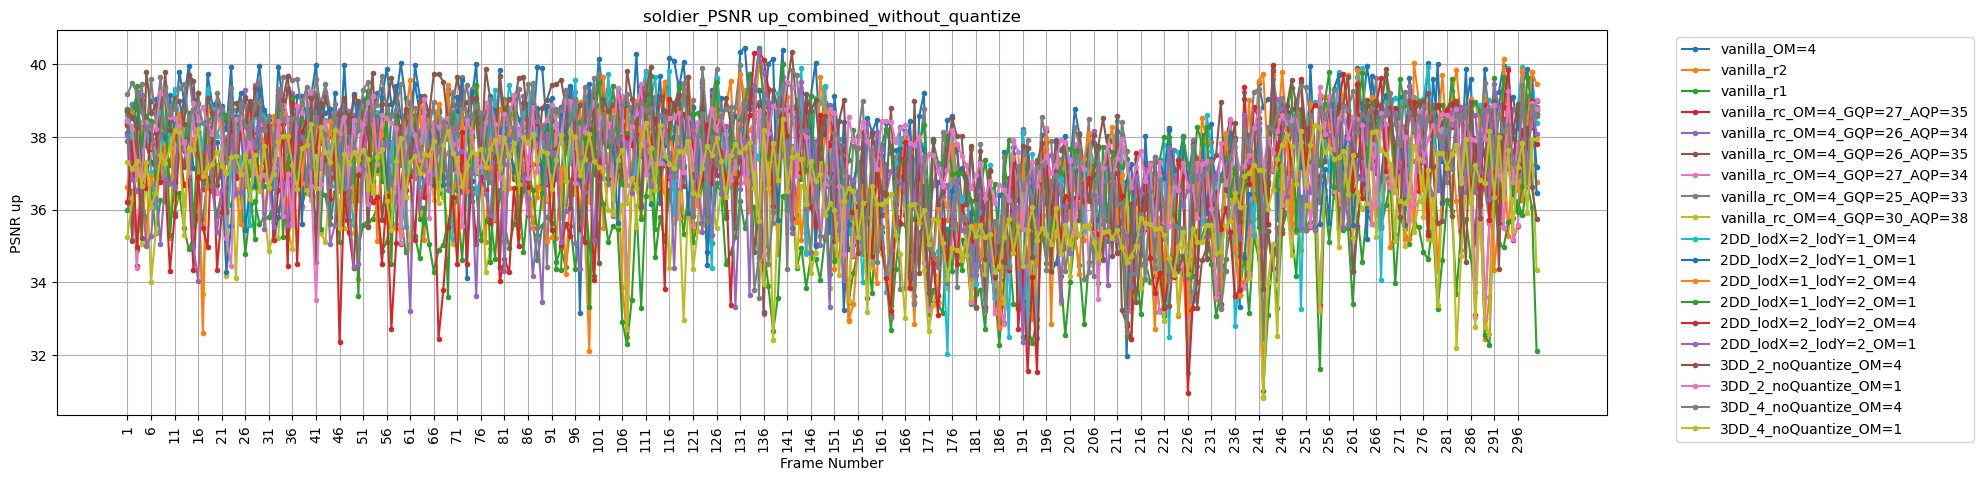 soldier_PSNR up_combined_without_quantize
PSNR up
40
38
36
34
32
1 6 11 16 21 26 31 36 41 46 51 56 61 66 71 76 81 86 91 96 101 106 111 116 121 126 131 136 141 146 151 156 161 166 171 176 181 186 191 196 201 206 211 216 221 226 231 236 241 246 251 256 261 266 271 276 281 286 291 296
Frame Number
vanilla_OM=4
vanilla_r2
vanilla_r1
vanilla_rc_OM=4_GQP=27_AQP=35
vanilla_rc_OM=4_GQP=26_AQP=34
vanilla_rc_OM=4_GQP=26_AQP=35
vanilla_rc_OM=4_GQP=27_AQP=34
vanilla_rc_OM=4_GQP=25_AQP=33
vanilla_rc_OM=4_GQP=30_AQP=38
2DD_lodX=2_lodY=1_OM=4
2DD_lodX=2_lodY=1_OM=1
2DD_lodX=1_lodY=2_OM=4
2DD_lodX=1_lodY=2_OM=1
2DD_lodX=2_lodY=2_OM=4
2DD_lodX=2_lodY=2_OM=1
3DD_2_noQuantize_OM=4
3DD_2_noQuantize_OM=1
3DD_4_noQuantize_OM=4
3DD_4_noQuantize_OM=1